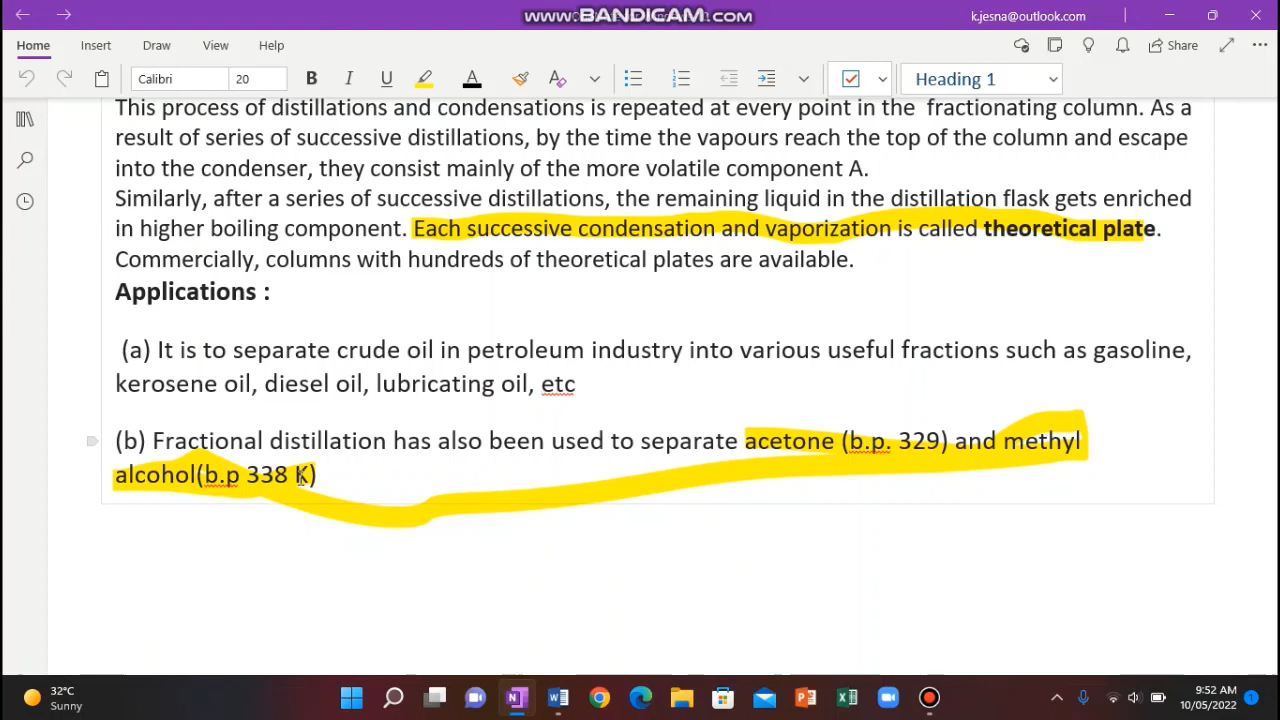 WWW.BANDICAM.COM
k.jesna@outlook.com
Home Insert Draw View Help
Share
Calibri 20 B I U A A Heading 1
This process of distillations and condensations is repeated at every point in the fractionating column. As a
result of series of successive distillations, by the time the vapours reach the top of the column and escape
into the condenser, they consist mainly of the more volatile component A.
Similarly, after a series of successive distillations, the remaining liquid in the distillation flask gets enriched
in higher boiling component. Each successive condensation and vaporization is called theoretical plate.
Commercially, columns with hundreds of theoretical plates are available.
Applications :
(a) It is to separate crude oil in petroleum industry into various useful fractions such as gasoline,
kerosene oil, diesel oil, lubricating oil, etc
(b) Fractional distillation has also been used to separate acetone (b.p. 329) and methyl
alcohol(b.p 338 K)
32°C
Sunny
9:52 AM
10/05/2022
1